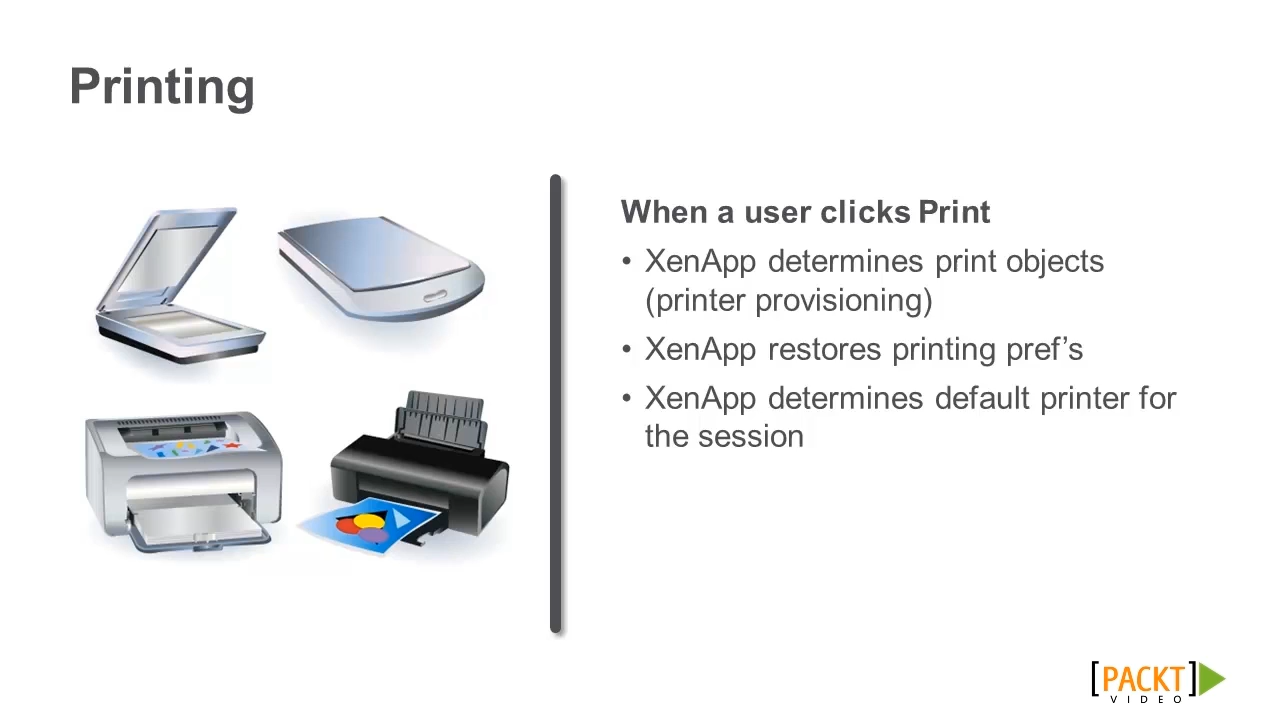 Printing
When a user clicks Print
• XenApp determines print objects
(printer provisioning)
• XenApp restores printing pref’s
• XenApp determines default printer for
the session
[PACKT]
VIDEO